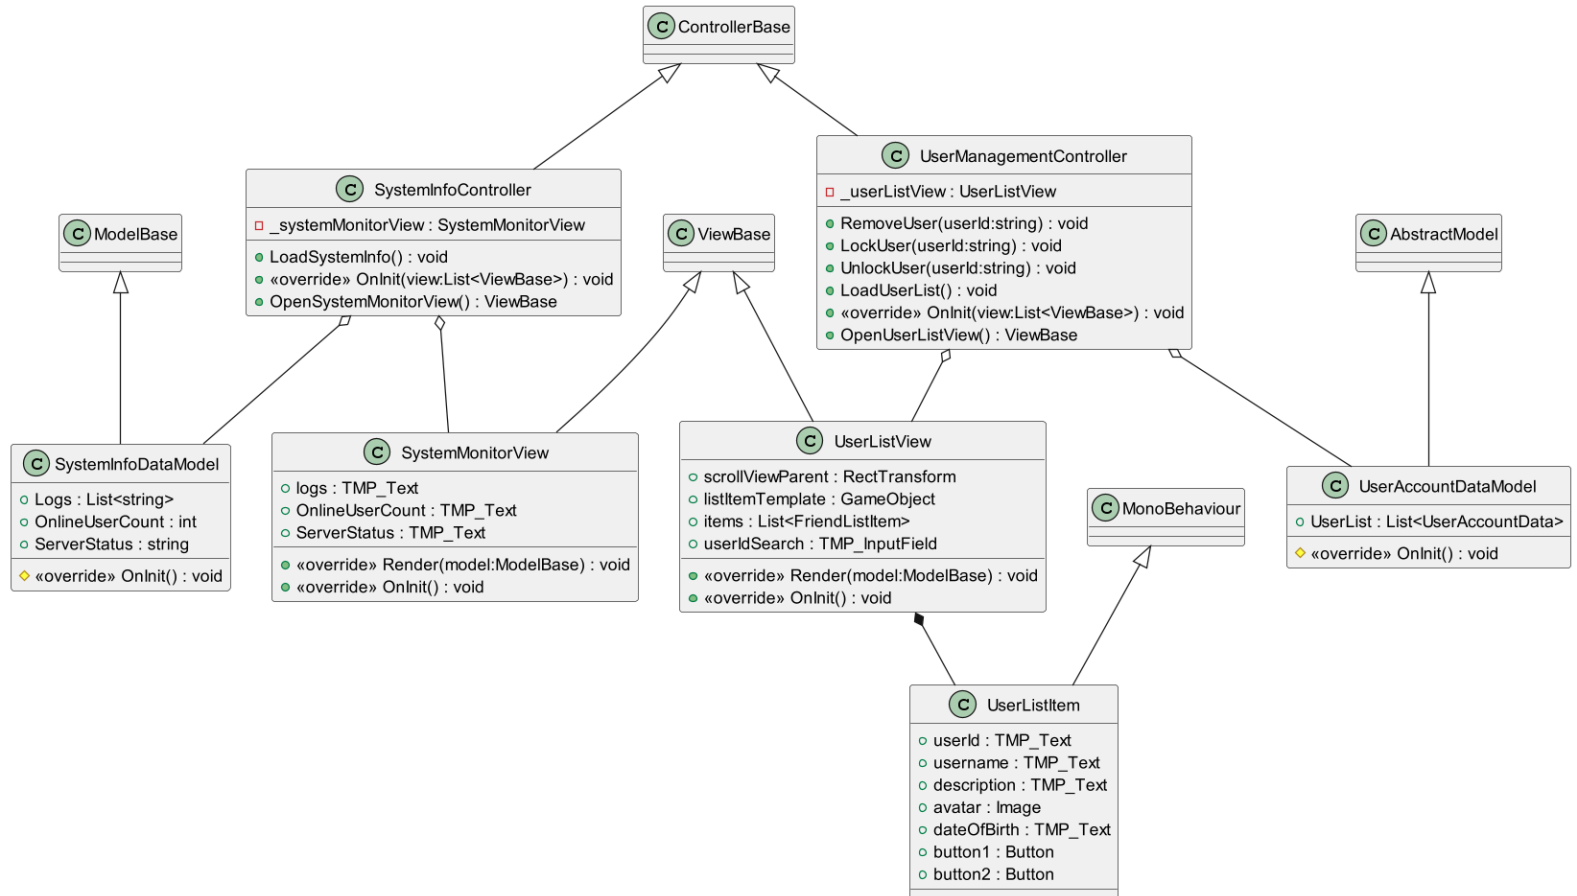 ControllerBase
SystemInfoController
_systemMonitorView : SystemMonitorView
LoadSystemInfo() : void
«override» OnInit(view:List<ViewBase>) : void
OpenSystemMonitorView() : ViewBase
UserManagementController
_userListView : UserListView
RemoveUser(userId:string) : void
LockUser(userId:string) : void
UnlockUser(userId:string) : void
LoadUserList() : void
«override» OnInit(view:List<ViewBase>) : void
OpenUserListView() : ViewBase
ModelBase
ViewBase
AbstractModel
SystemInfoDataModel
Logs : List<string>
OnlineUserCount : int
ServerStatus : string
«override» OnInit() : void
SystemMonitorView
logs : TMP_Text
OnlineUserCount : TMP_Text
ServerStatus : TMP_Text
«override» Render(model:ModelBase) : void
«override» OnInit() : void
UserListView
scrollViewParent : RectTransform
listItemTemplate : GameObject
items : List<FriendListItem>
userIdSearch : TMP_InputField
«override» Render(model:ModelBase) : void
«override» OnInit() : void
MonoBehaviour
UserAccountDataModel
UserList : List<UserAccountData>
«override» OnInit() : void
UserListItem
userId : TMP_Text
username : TMP_Text
description : TMP_Text
avatar : Image
dateOfBirth : TMP_Text
button1 : Button
button2 : Button